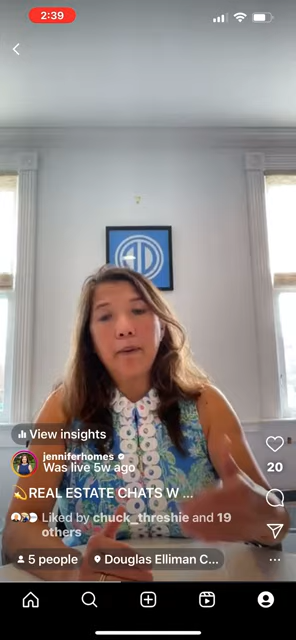 2:39
View insights
jenniferhomes
Was live 5w ago
💫REAL ESTATE CHATS W ...
Liked by chuck_threshie and 19
others
20
5 people
Douglas Elliman C...